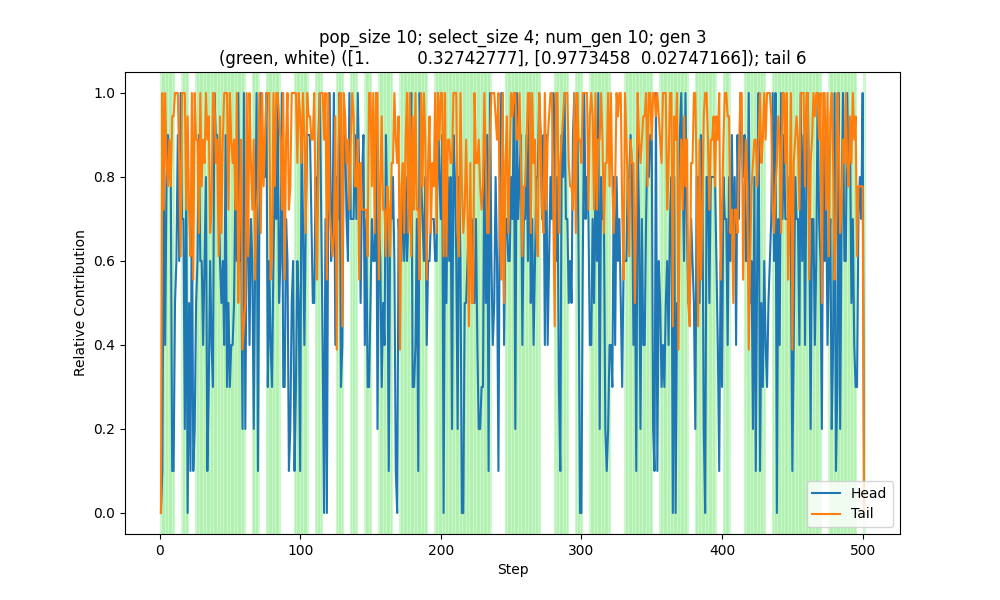 pop_size 10; select_size 4; num_gen 10; gen 3
(green, white) ([1.         0.32742777], [0.9773458  0.02747166]); tail 6
Relative Contribution
1.0
0.8
0.6
0.4
0.2
0.0
Head
Tail
0 100 200 300 400 500
Step